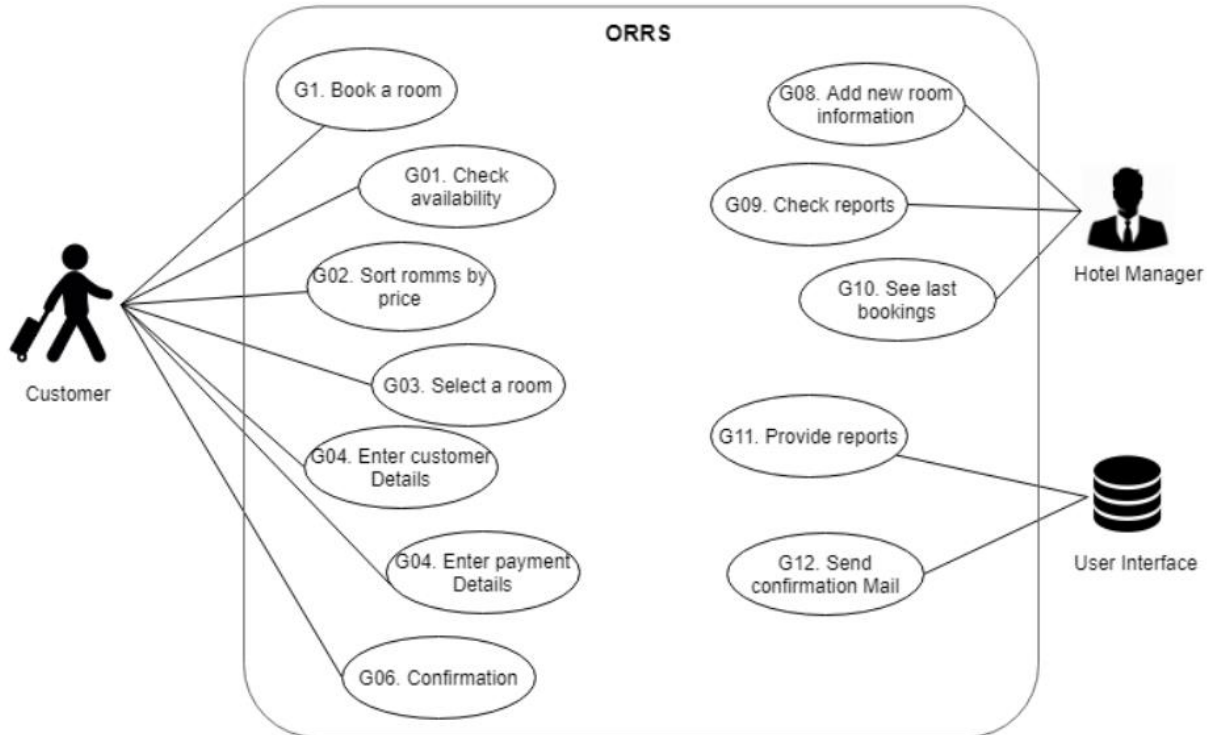 ORRS
G1. Book a room
G01. Check
availability
G02. Sort romms by
price
G03. Select a room
G04. Enter customer
Details
G04. Enter payment
Details
G06. Confirmation
Customer
G08. Add new room
information
G09. Check reports
G10. See last
bookings
Hotel Manager
G11. Provide reports
G12. Send
confirmation Mail
User Interface